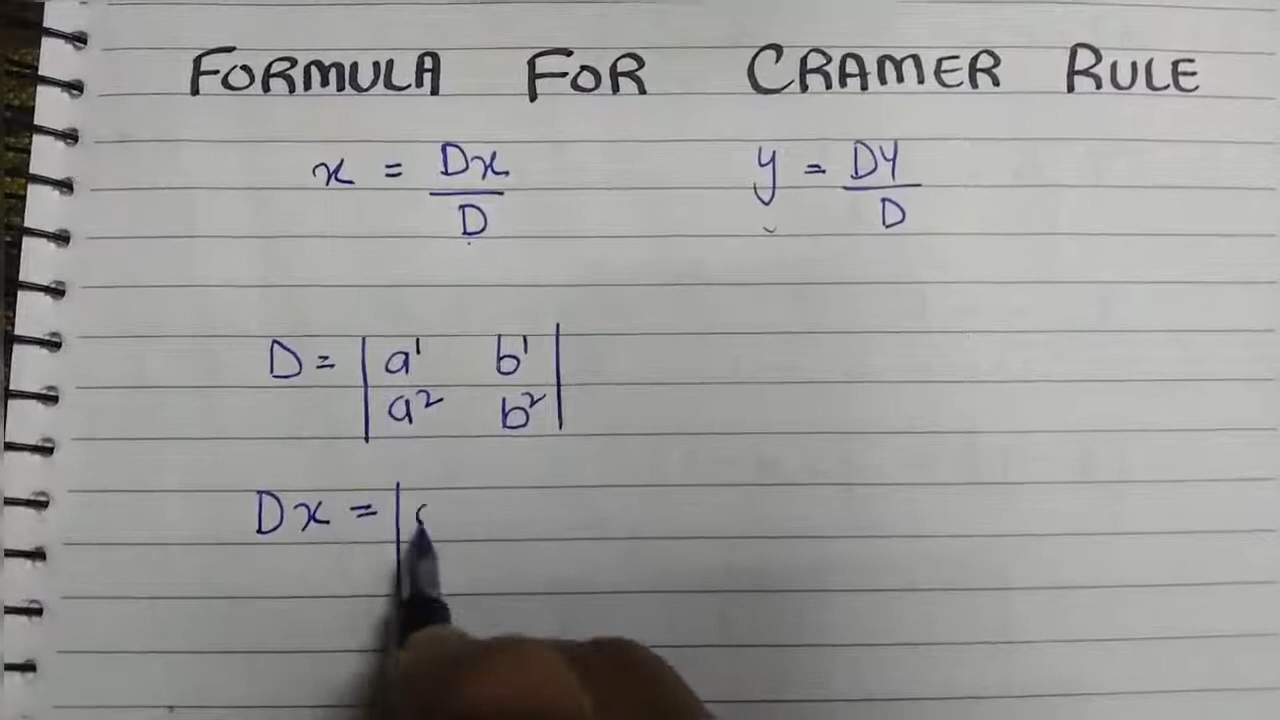 FORMULA FOR CRAMER RULE
x = Dx/D y = Dy/D
D = | a¹ b¹ |
| a² b² |
Dx = |